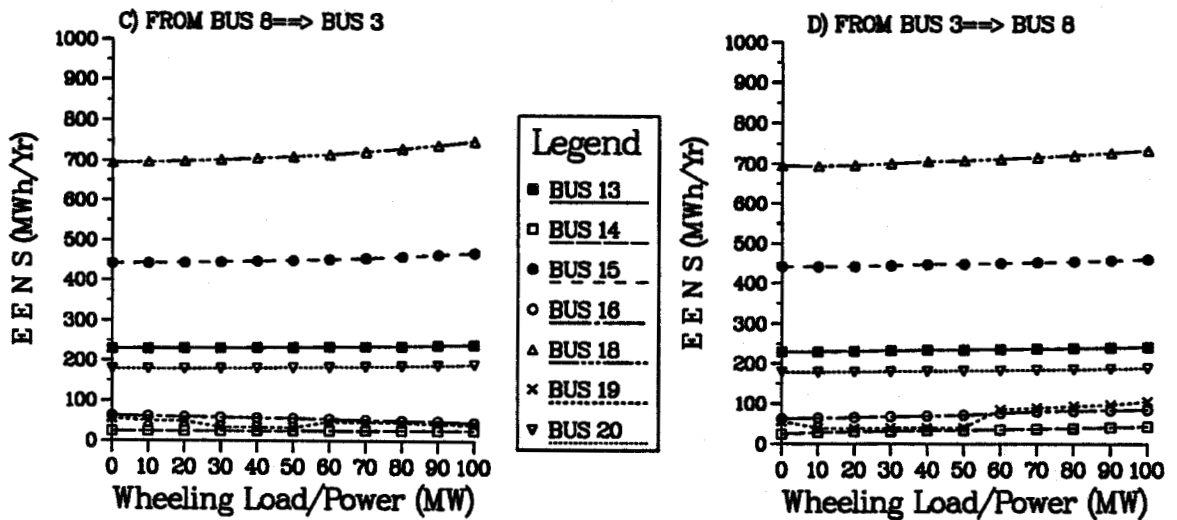 C) FROM BUS 8==> BUS 3
E E N S (MWh/Yr)
1000
900
800
700
600
500
400
300
200
100
0
0 10 20 30 40 50 60 70 80 90 100
Wheeling Load/Power (MW)
Legend
BUS 13
BUS 14
BUS 15
BUS 16
BUS 18
BUS 19
BUS 20
D) FROM BUS 3==> BUS 8
E E N S (MWh/Yr)
1000
900
800
700
600
500
400
300
200
100
0
0 10 20 30 40 50 60 70 80 90 100
Wheeling Load/Power (MW)